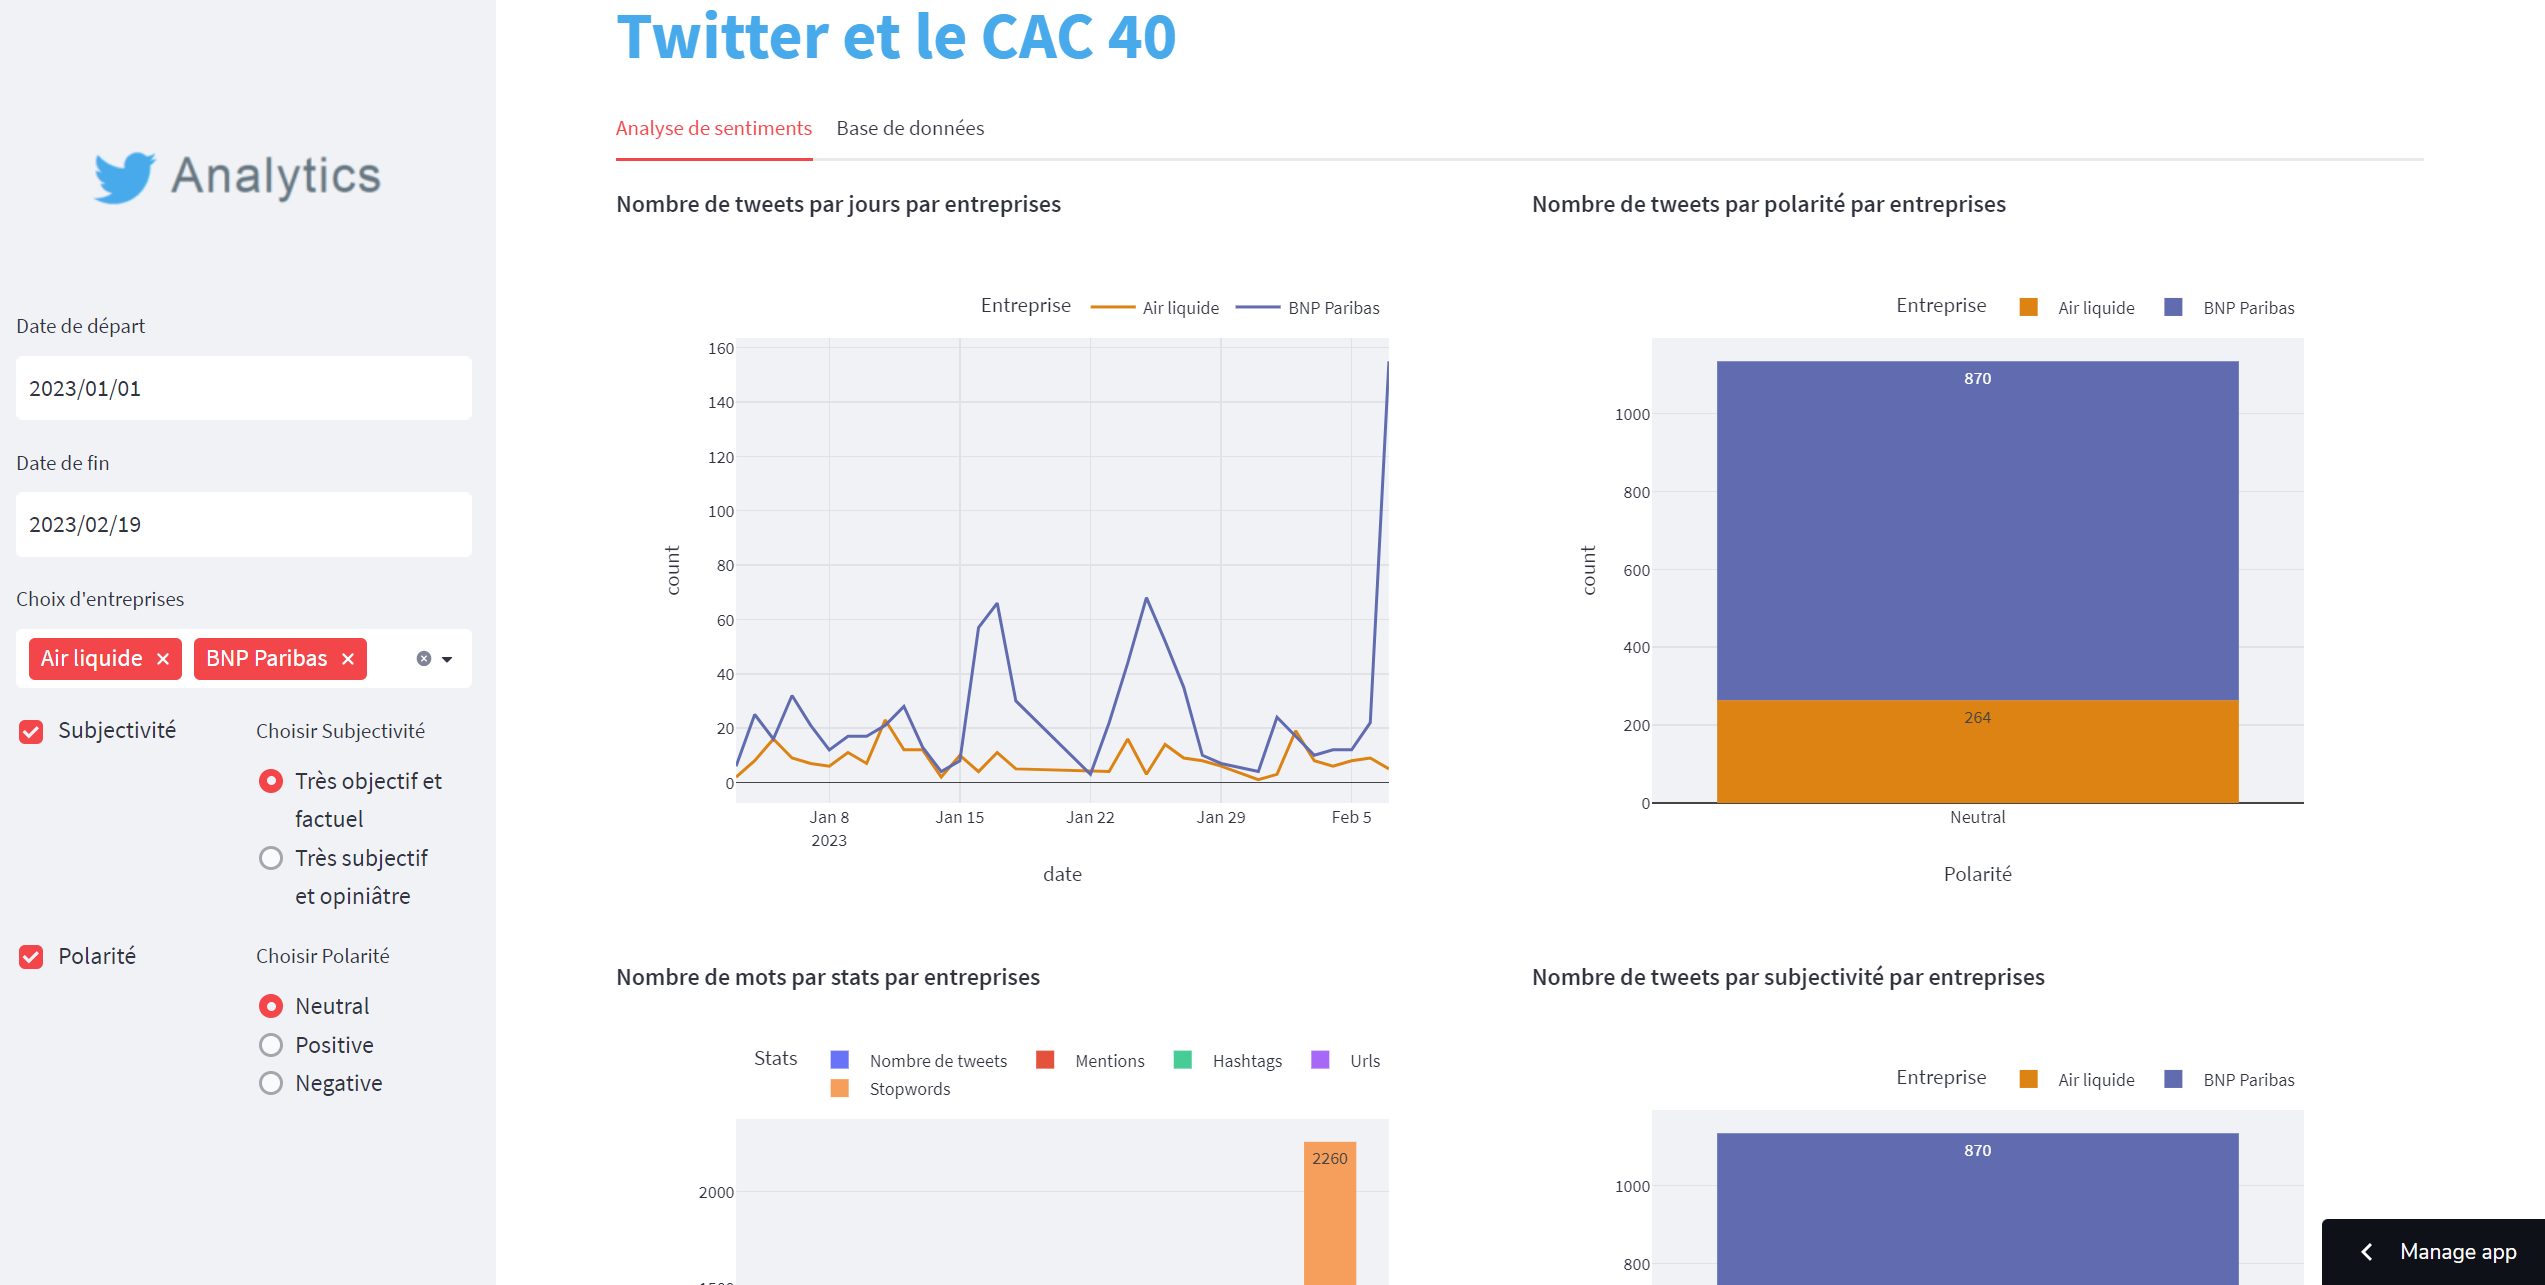 Analytics
Date de départ
2023/01/01
Date de fin
2023/02/19
Choix d'entreprises
Air liquide
BNP Paribas
Subjectivité
Choisir Subjectivité
Très objectif et
factuel
Très subjectif
et opiniâtre
Polarité
Choisir Polarité
Neutral
Positive
Negative
Twitter et le CAC 40
Analyse de sentiments
Base de données
Nombre de tweets par jours par entreprises
Entreprise
Air liquide
BNP Paribas
160
140
120
100
80
60
40
20
0
count
Jan 8
2023
Jan 15
Jan 22
Jan 29
Feb 5
date
Nombre de tweets par polarité par entreprises
Entreprise
Air liquide
BNP Paribas
870
264
1000
800
600
400
200
0
count
Neutral
Polarité
Nombre de mots par stats par entreprises
Stats
Nombre de tweets
Mentions
Hashtags
Urls
Stopwords
2260
2000
Nombre de tweets par subjectivité par entreprises
Entreprise
Air liquide
BNP Paribas
870
1000
800
Manage app